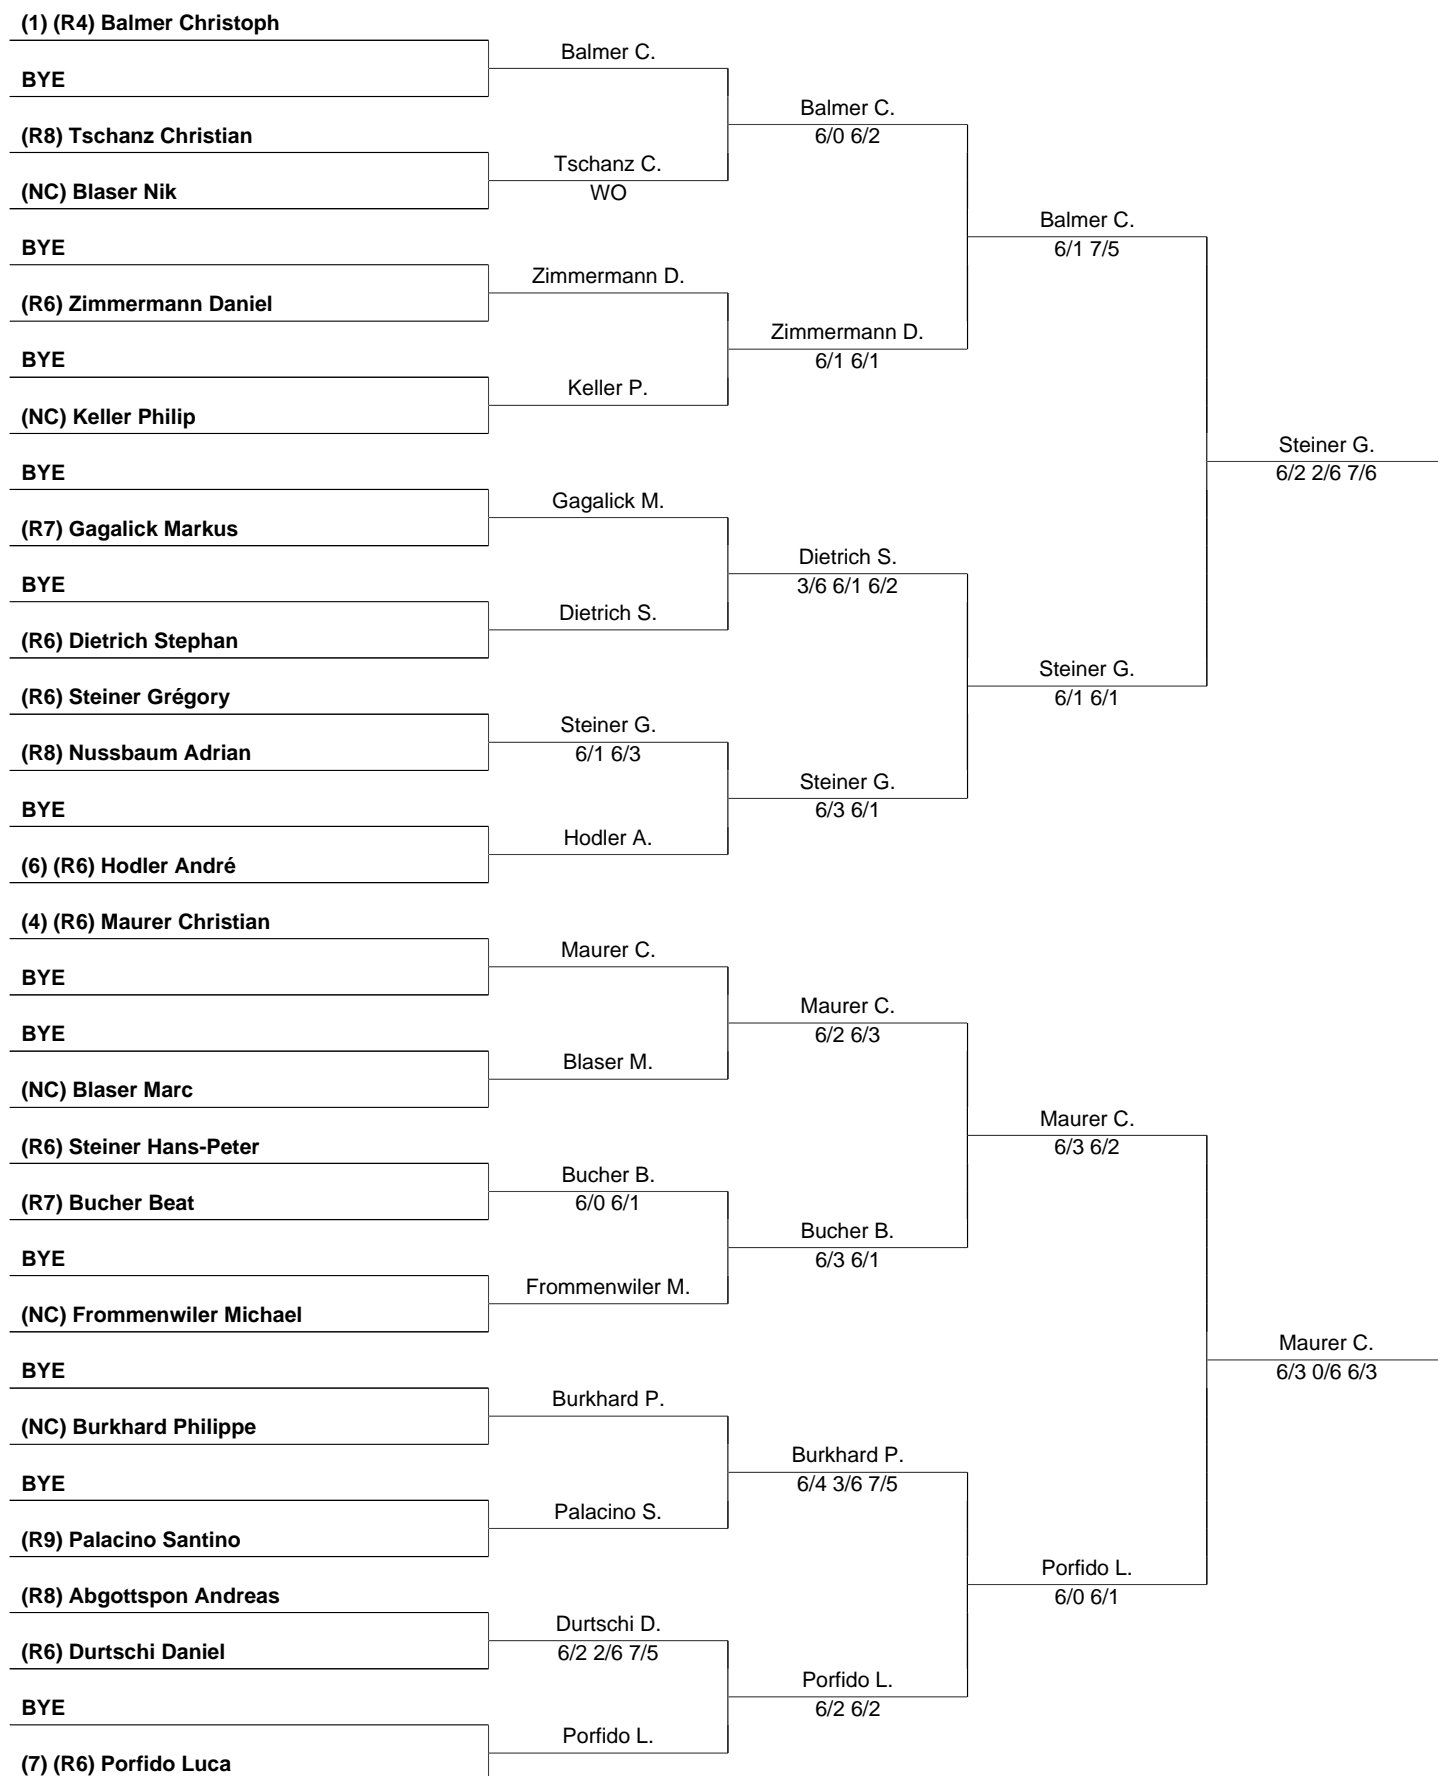 (1) (R4) Balmer Christoph
Balmer C.
BYE
Balmer C.
6/0 6/2
(R8) Tschanz Christian
Tschanz C.
WO
(NC) Blaser Nik
Balmer C.
6/1 7/5
BYE
Zimmermann D.
(R6) Zimmermann Daniel
Zimmermann D.
6/1 6/1
BYE
Keller P.
(NC) Keller Philip
Steiner G.
6/2 2/6 7/6
BYE
Gagalick M.
(R7) Gagalick Markus
Dietrich S.
3/6 6/1 6/2
BYE
Dietrich S.
(R6) Dietrich Stephan
Steiner G.
6/1 6/1
(R6) Steiner Grégory
Steiner G.
6/1 6/3
(R8) Nussbaum Adrian
Steiner G.
6/3 6/1
BYE
Hodler A.
(6) (R6) Hodler André
(4) (R6) Maurer Christian
Maurer C.
BYE
Maurer C.
6/2 6/3
BYE
Blaser M.
(NC) Blaser Marc
Maurer C.
6/3 6/2
(R6) Steiner Hans-Peter
Bucher B.
6/0 6/1
(R7) Bucher Beat
Bucher B.
6/3 6/1
BYE
Frommenwiler M.
(NC) Frommenwiler Michael
Maurer C.
6/3 0/6 6/3
BYE
Burkhard P.
(NC) Burkhard Philippe
Burkhard P.
6/4 3/6 7/5
BYE
Palacino S.
(R9) Palacino Santino
Porfido L.
6/0 6/1
(R8) Abgottspon Andreas
Durtschi D.
6/2 2/6 7/5
(R6) Durtschi Daniel
Porfido L.
6/2 6/2
BYE
Porfido L.
(7) (R6) Porfido Luca